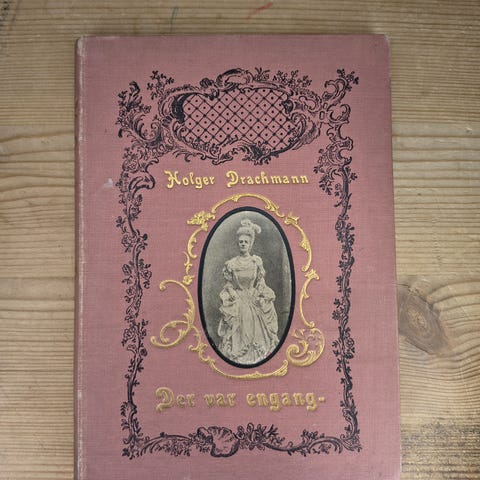 Holger Drachmann
Der var engang-